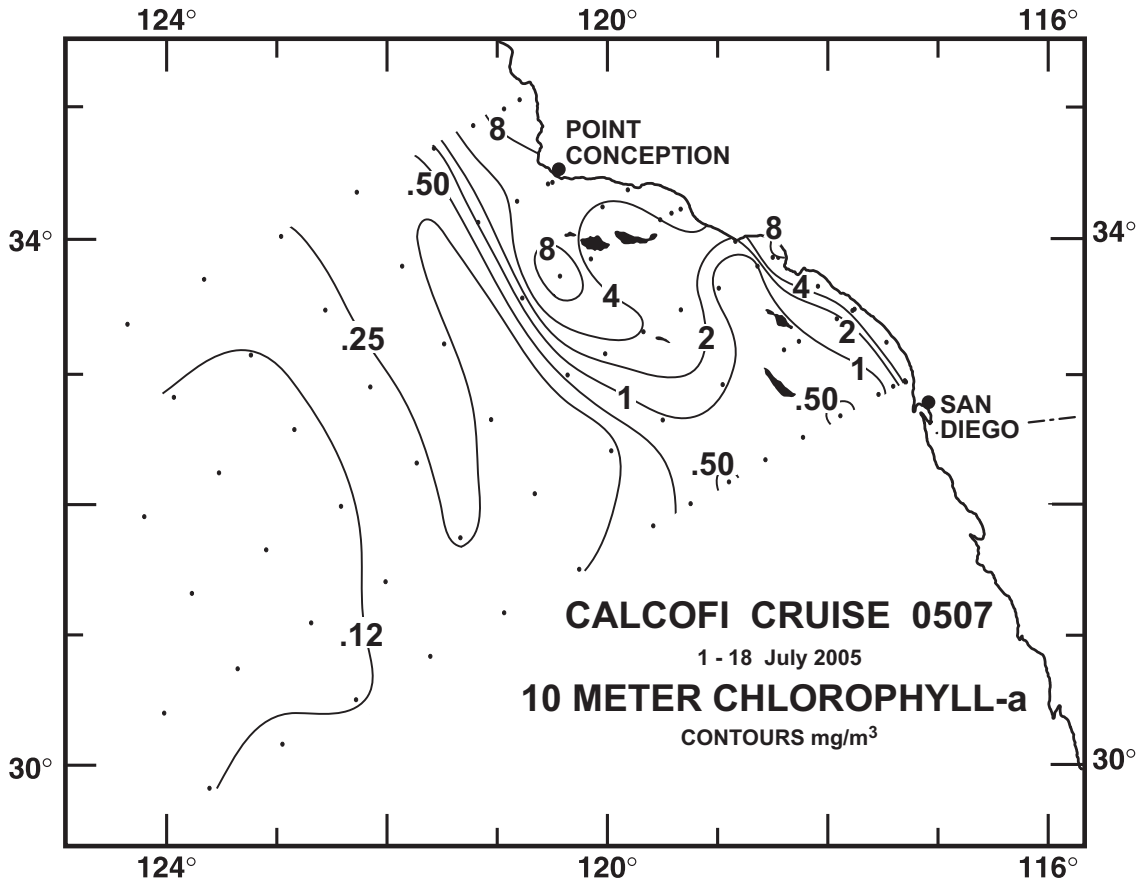 124° 120° 116°
8
POINT
CONCEPTION
.50
8
34° 34°
8
4
4
.25
2
2
1
1
.50
SAN
DIEGO
.50
CALCOFI CRUISE 0507
.12
1 - 18 July 2005
10 METER CHLOROPHYLL-a
CONTOURS mg/m³
30° 30°
124° 120° 116°